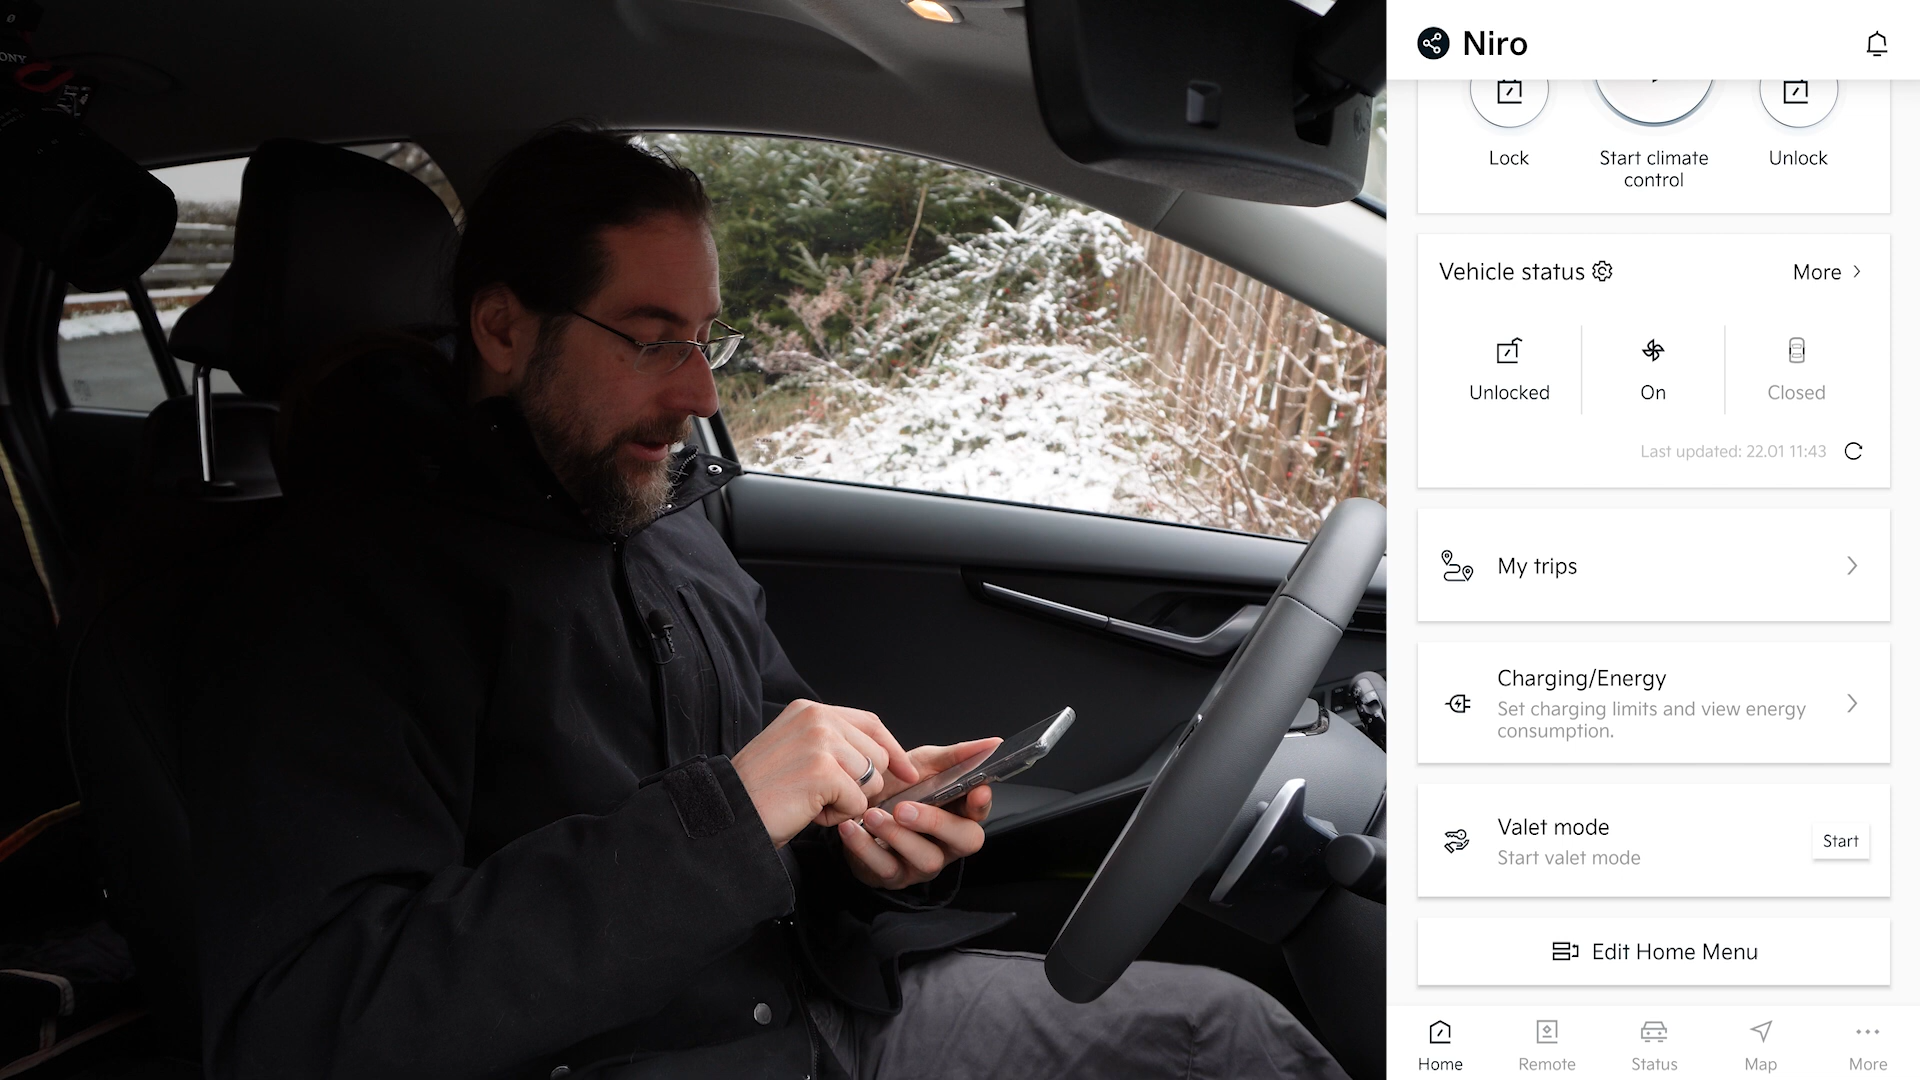 ONY
Niro
Lock
Start climate
control
Unlock
Vehicle status
More
Unlocked
On
Closed
Last updated: 22.01 11:43
My trips
Charging/Energy
Set charging limits and view energy
consumption.
Valet mode
Start valet mode
Start
Edit Home Menu
Home
Remote
Status
Map
More